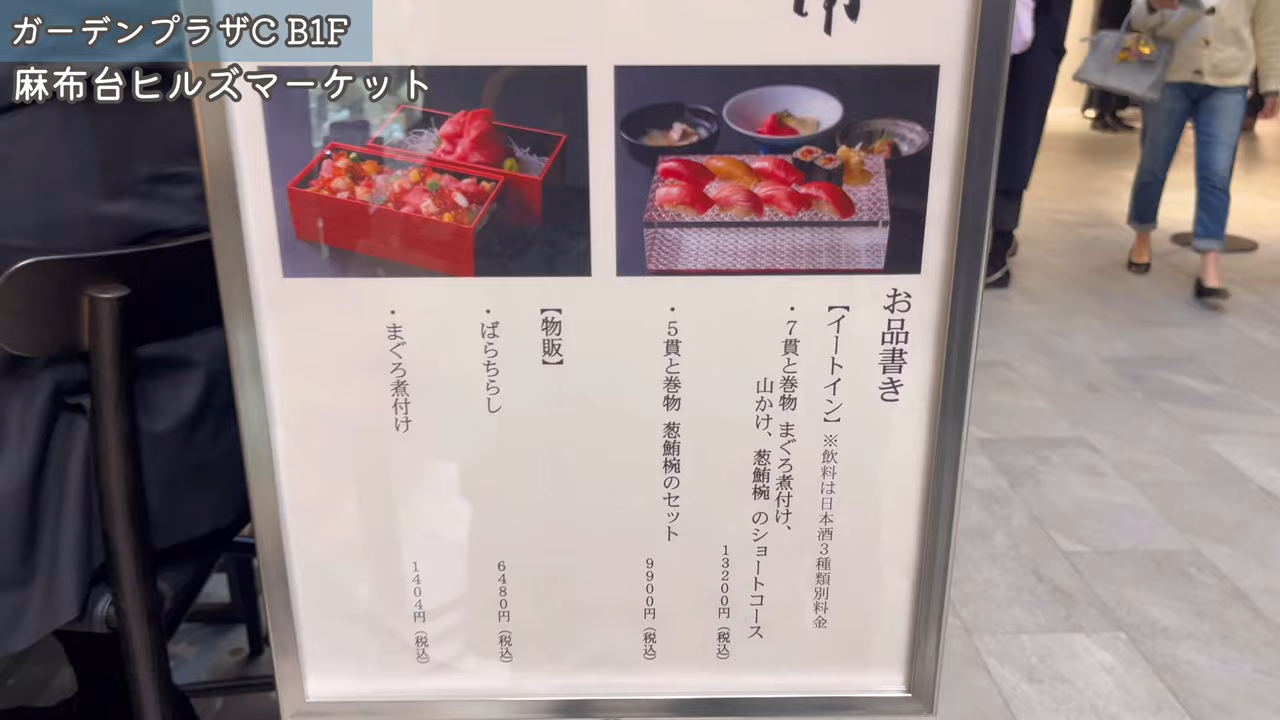 ガーデンプラザC B1F
麻布台ヒルズマーケット
お品書き
【イートイン】※飲料は日本酒3種類別料金
・7貫と巻物 まぐろ煮付け、
山かけ、葱鮪椀 のショートコース
13200円（税込）
・5貫と巻物 葱鮪椀のセット
9900円（税込）
【物販】
・ばらちらし
6480円（税込）
・まぐろ煮付け
1404円（税込）